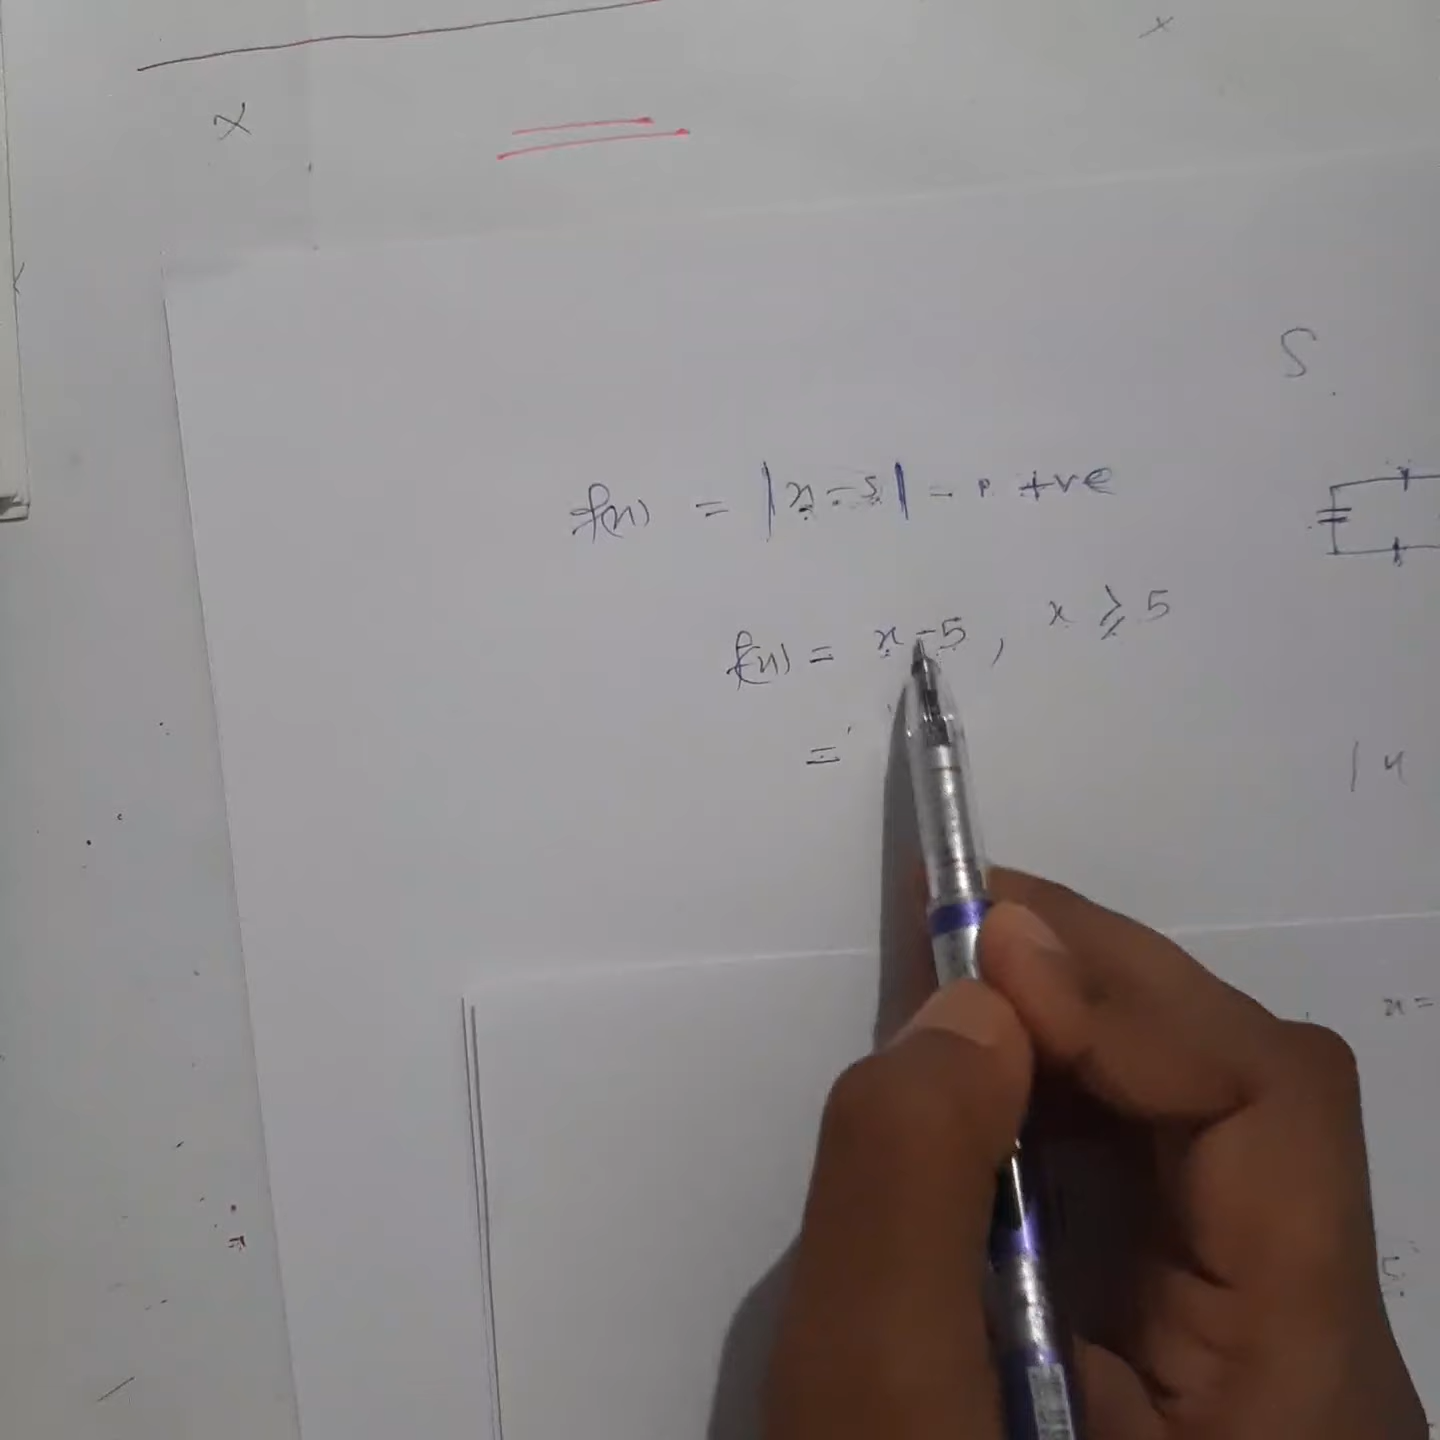 x
x
S
f(x) = |x-5| = +ve
f(x) = x-5, x ⩾ 5
=
| x
x =